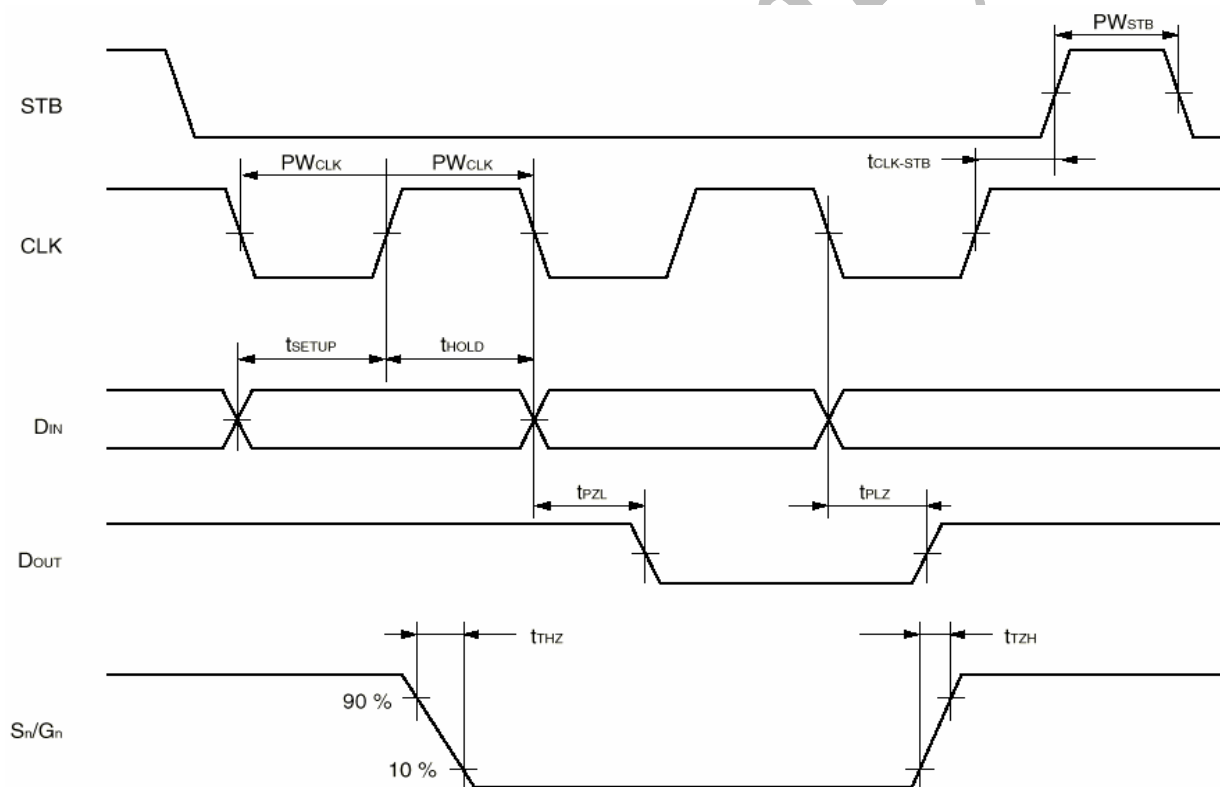 PWSTB
STB
tCLK-STB
PWCLK PWCLK
CLK
tSETUP tHOLD
DIN
tPZL tPLZ
DOUT
tTHZ tTZH
90 %
Sn/Gn
10 %